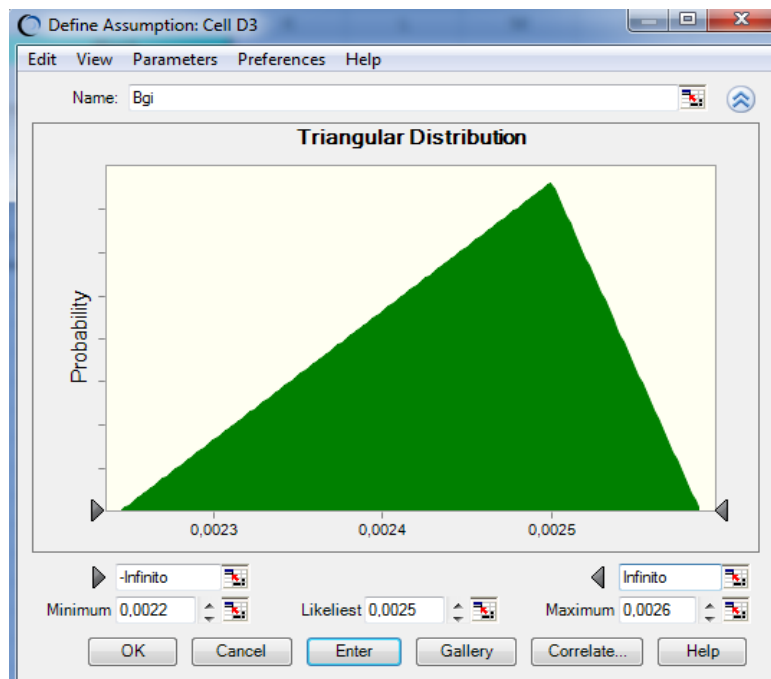 Define Assumption: Cell D3
Edit View Parameters Preferences Help
Name: Bgi
Triangular Distribution
Probability
0,0023 0,0024 0,0025
-Infinito Infinito
Minimum 0,0022 Likeliest 0,0025 Maximum 0,0026
OK Cancel Enter Gallery Correlate... Help